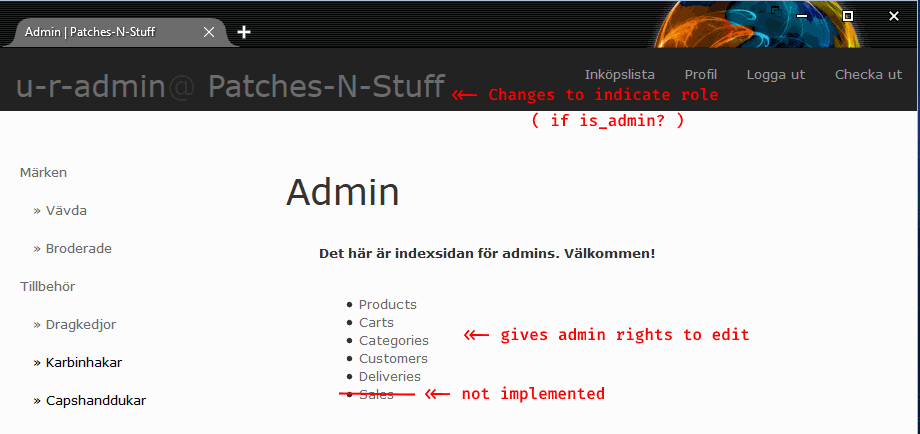 Admin | Patches-N-Stuff
u-r-admin@ Patches-N-Stuff
Inköpslista Profil Logga ut Checka ut
Changes to indicate role
( if is_admin? )
Märken
» Vävda
» Broderade
Tillbehör
» Dragkedjor
» Karbinhakar
» Capshanddukar
Admin
Det här är indexsidan för admins. Välkommen!
• Products
• Carts
• Categories
• Customers
• Deliveries
• Sales
gives admin rights to edit
not implemented